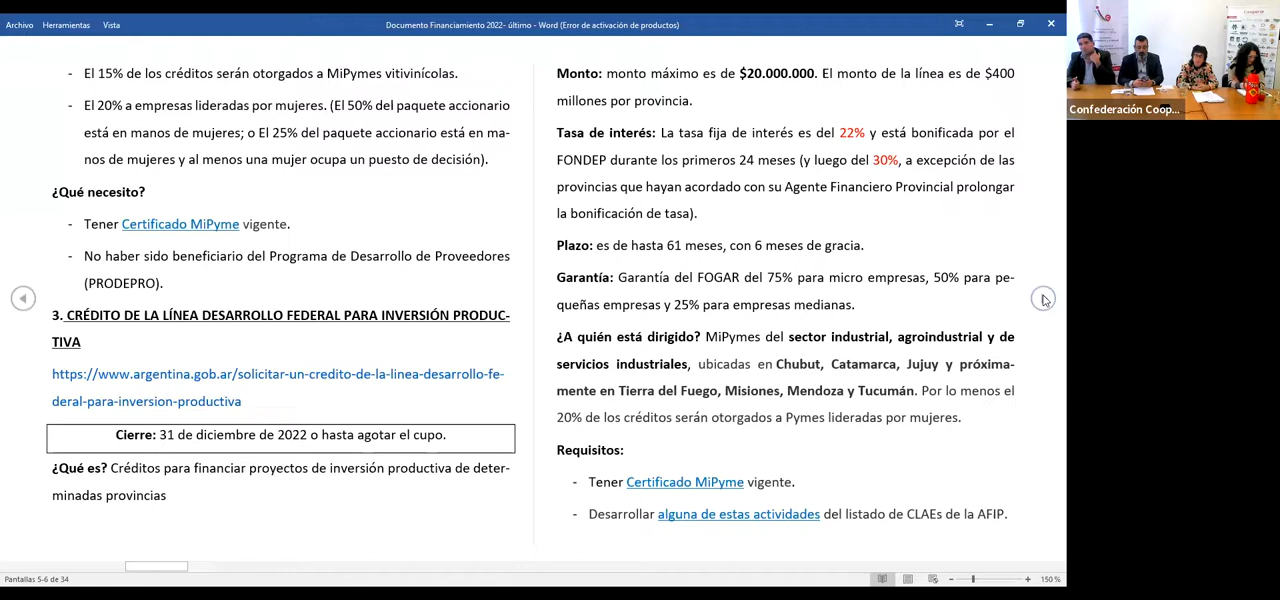 Archivo Herramientas Vista
Documento Financiamiento 2022- último - Word (Error de activación de productos)
- El 15% de los créditos serán otorgados a MiPymes vitivinícolas.
- El 20% a empresas lideradas por mujeres. (El 50% del paquete accionario
está en manos de mujeres; o El 25% del paquete accionario está en ma-
nos de mujeres y al menos una mujer ocupa un puesto de decisión).
¿Qué necesito?
- Tener Certificado MiPyme vigente.
- No haber sido beneficiario del Programa de Desarrollo de Proveedores
(PRODEPRO).
3. CRÉDITO DE LA LÍNEA DESARROLLO FEDERAL PARA INVERSIÓN PRODUC-
TIVA
https://www.argentina.gob.ar/solicitar-un-credito-de-la-linea-desarrollo-fe-
deral-para-inversion-productiva
Cierre: 31 de diciembre de 2022 o hasta agotar el cupo.
¿Qué es? Créditos para financiar proyectos de inversión productiva de deter-
minadas provincias
Monto: monto máximo es de $20.000.000. El monto de la línea es de $400
millones por provincia.
Tasa de interés: La tasa fija de interés es del 22% y está bonificada por el
FONDEP durante los primeros 24 meses (y luego del 30%, a excepción de las
provincias que hayan acordado con su Agente Financiero Provincial prolongar
la bonificación de tasa).
Plazo: es de hasta 61 meses, con 6 meses de gracia.
Garantía: Garantía del FOGAR del 75% para micro empresas, 50% para pe-
queñas empresas y 25% para empresas medianas.
¿A quién está dirigido? MiPymes del sector industrial, agroindustrial y de
servicios industriales, ubicadas en Chubut, Catamarca, Jujuy y próxima-
mente en Tierra del Fuego, Misiones, Mendoza y Tucumán. Por lo menos el
20% de los créditos serán otorgados a Pymes lideradas por mujeres.
Requisitos:
- Tener Certificado MiPyme vigente.
- Desarrollar alguna de estas actividades del listado de CLAEs de la AFIP.
Confederación Coop...
Pantallas 5-6 de 34
150 %